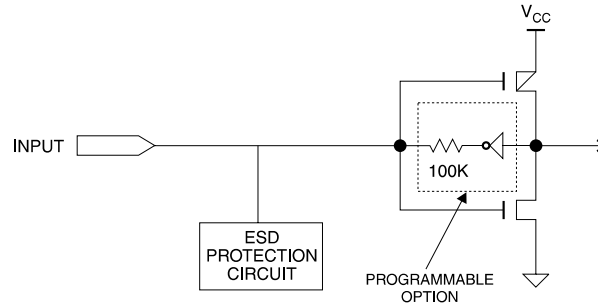 VCC
INPUT
100K
ESD
PROTECTION
CIRCUIT
PROGRAMMABLE
OPTION